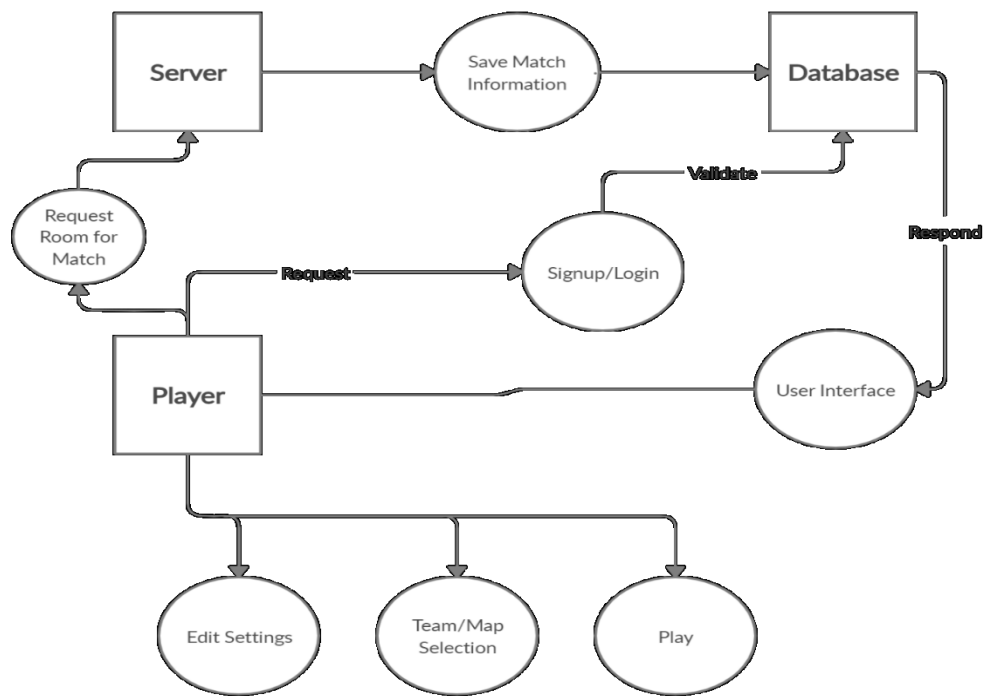 Server
Save Match
Information
Database
Validate
Request
Room for
Match
Respond
Request
Signup/Login
Player
User Interface
Edit Settings
Team/Map
Selection
Play